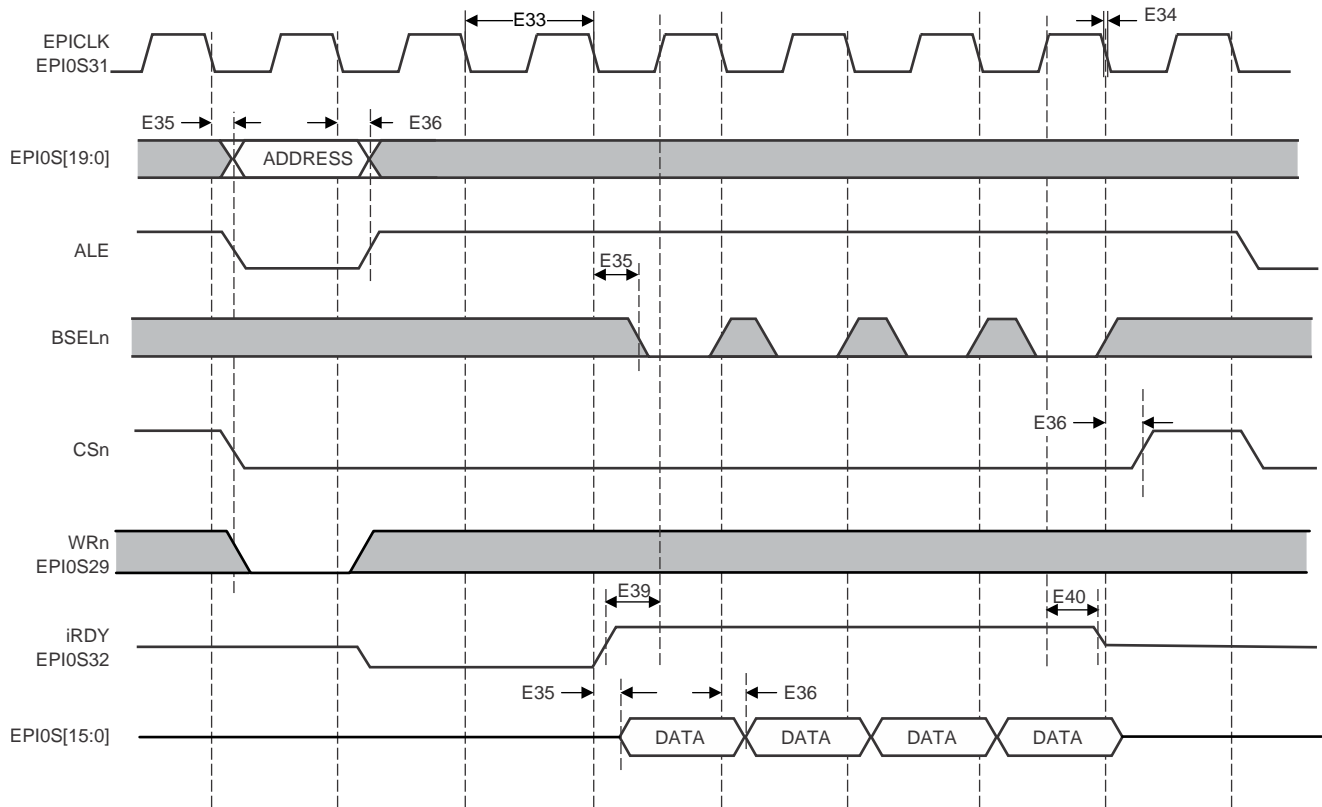 E33
E34
EPICLK
EPI0S31
E35
E36
EPI0S[19:0]
ADDRESS
ALE
E35
BSELn
E36
CSn
WRn
EPI0S29
E39
E40
iRDY
EPI0S32
E35
E36
EPI0S[15:0]
DATA
DATA
DATA
DATA